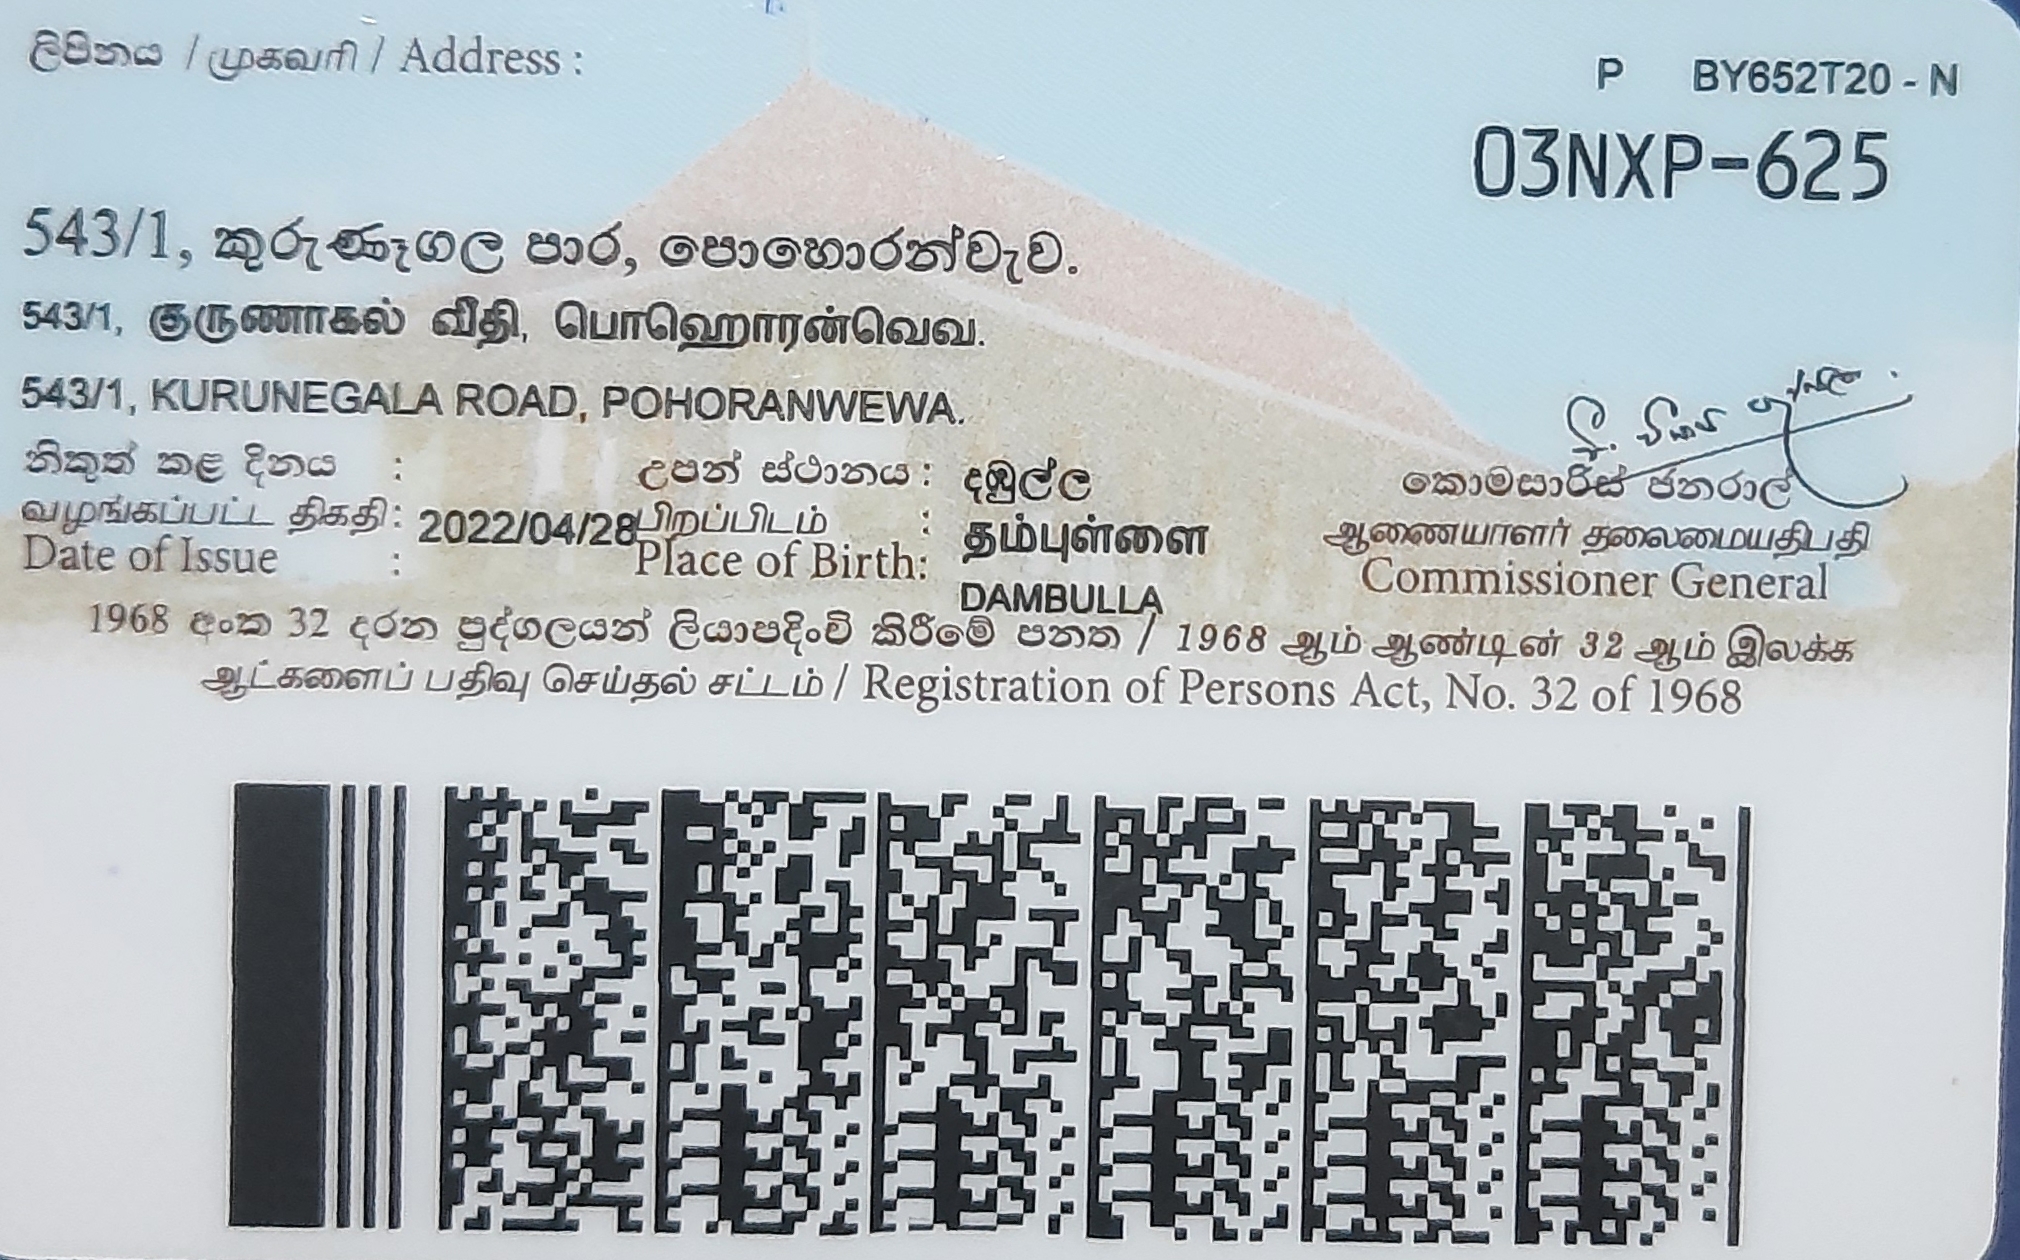 ලිපිනය / முகவரி / Address :
P BY652T20 - N
03NXP-625
543/1, කුරුණෑගල පාර, පොහොරන්වැව.
543/1, குருணாகல் வீதி, பொஹொரன்வெவ.
543/1, KURUNEGALA ROAD, POHORANWEWA.
නිකුත් කළ දිනය :
வழங்கப்பட்ட திகதி : 2022/04/28
Date of Issue :
උපන් ස්ථානය : දඹුල්ල
பிறப்பிடம் : தம்புள்ளை
Place of Birth: DAMBULLA
කොමසාරිස් ජනරාල්
ஆணையாளர் தலைமையதிபதி
Commissioner General
1968 අංක 32 දරන පුද්ගලයන් ලියාපදිංචි කිරීමේ පනත / 1968 ஆம் ஆண்டின் 32 ஆம் இலக்க
ஆட்களைப் பதிவு செய்தல் சட்டம் / Registration of Persons Act, No. 32 of 1968